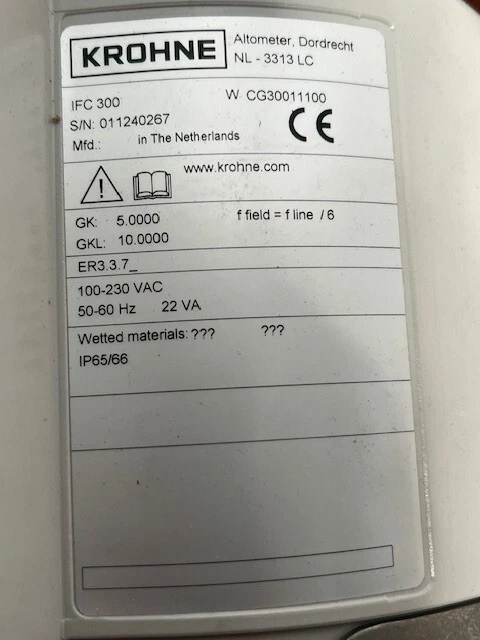 KROHNE
Altometer, Dordrecht
NL - 3313 LC
IFC 300 W CG30011100
S/N: 011240267
Mfd.: in The Netherlands
CE
www.krohne.com
GK: 5.0000 f field = f line / 6
GKL: 10.0000
ER3.3.7_
100-230 VAC
50-60 Hz 22 VA
Wetted materials: ??? ???
IP65/66